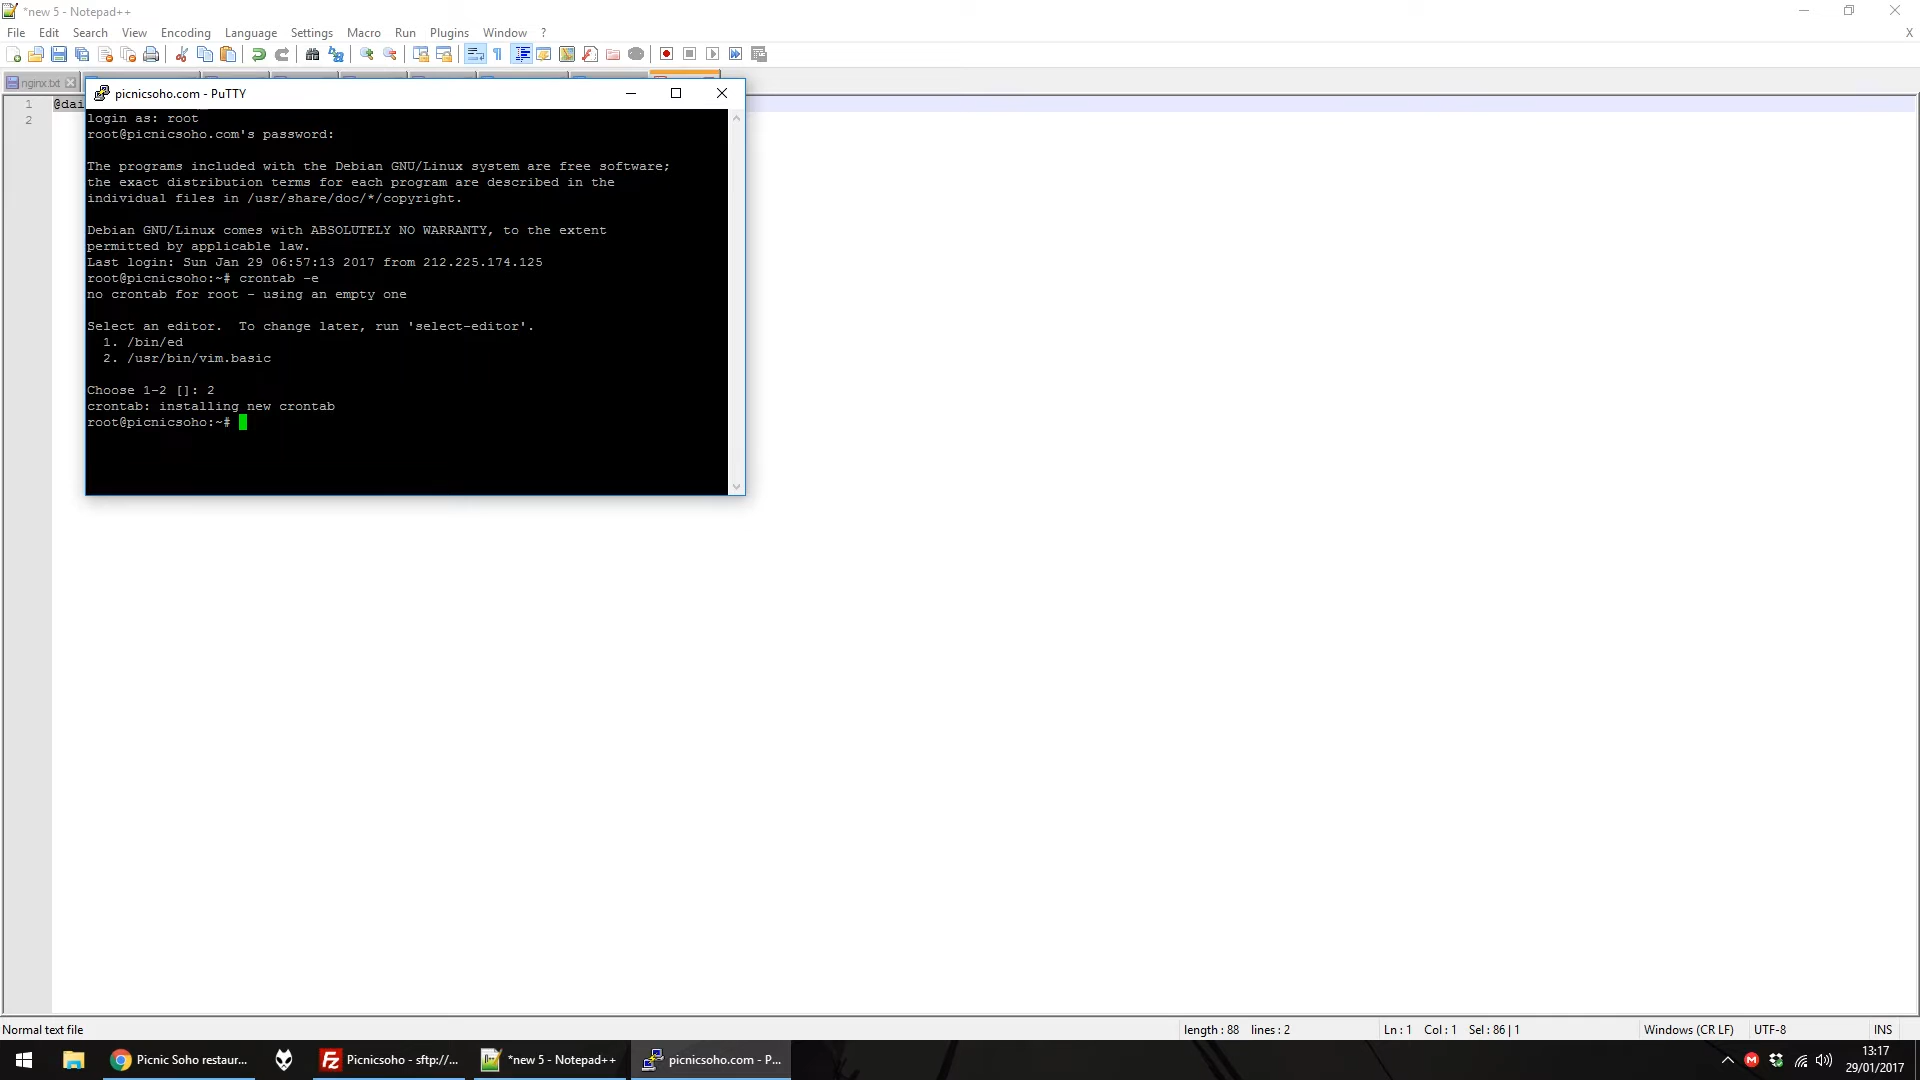 *new 5 - Notepad++
File Edit Search View Encoding Language Settings Macro Run Plugins Window ? X
nginx.txt
1 @dai
2
picnicsoho.com - PuTTY
login as: root
root@picnicsoho.com's password:
The programs included with the Debian GNU/Linux system are free software;
the exact distribution terms for each program are described in the
individual files in /usr/share/doc/*/copyright.
Debian GNU/Linux comes with ABSOLUTELY NO WARRANTY, to the extent
permitted by applicable law.
Last login: Sun Jan 29 06:57:13 2017 from 212.225.174.125
root@picnicsoho:~# crontab -e
no crontab for root - using an empty one
Select an editor.  To change later, run 'select-editor'.
1. /bin/ed
2. /usr/bin/vim.basic
Choose 1-2 []: 2
crontab: installing new crontab
root@picnicsoho:~#
Normal text file length : 88 lines : 2 Ln : 1 Col : 1 Sel : 86 | 1 Windows (CR LF) UTF-8 INS
Picnic Soho restaur... Picnicsoho - sftp://... *new 5 - Notepad++ picnicsoho.com - P...
13:17
29/01/2017